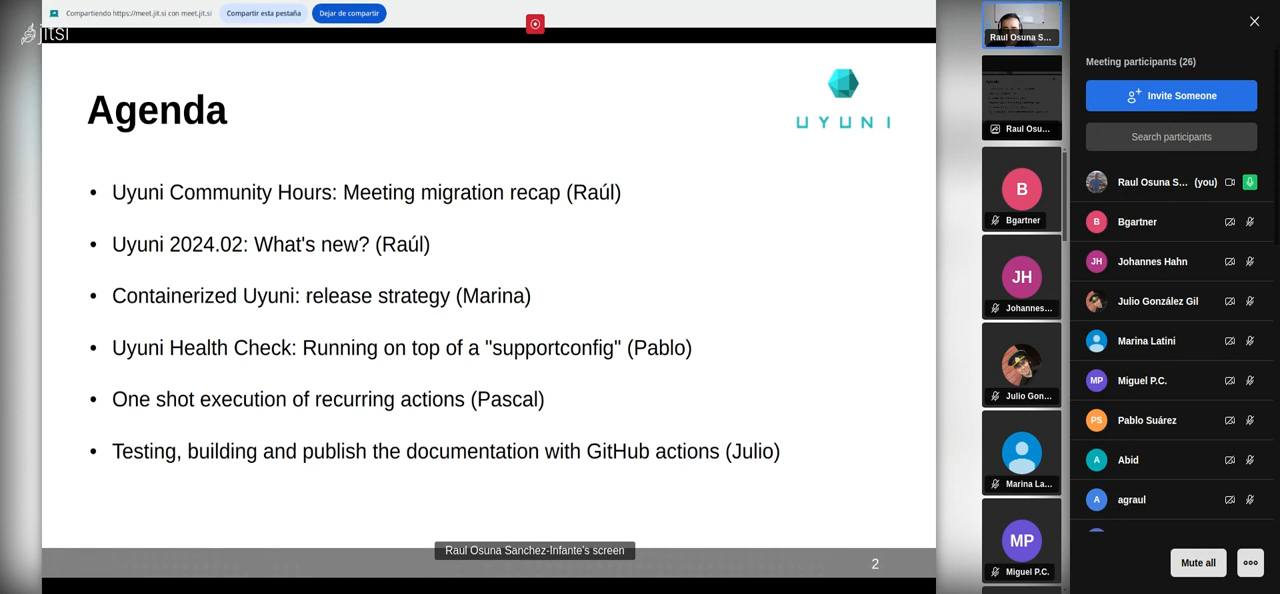 Compartiendo https://meet.jit.si con meet.jit.si
Compartir esta pestaña
Dejar de compartir
jitsi
Agenda
UYUNI
• Uyuni Community Hours: Meeting migration recap (Raúl)
• Uyuni 2024.02: What's new? (Raúl)
• Containerized Uyuni: release strategy (Marina)
• Uyuni Health Check: Running on top of a "supportconfig" (Pablo)
• One shot execution of recurring actions (Pascal)
• Testing, building and publish the documentation with GitHub actions (Julio)
Raul Osuna Sanchez-Infante's screen
2
Raul Osuna S...
Raul Osu...
B
Bgartner
JH
Johannes...
Julio Gon...
Marina La...
MP
Miguel P.C.
Meeting participants (26)
Invite Someone
Search participants
Raul Osuna S... (you)
B Bgartner
JH Johannes Hahn
Julio González Gil
Marina Latini
MP Miguel P.C.
PS Pablo Suárez
A Abid
A agraul
Mute all